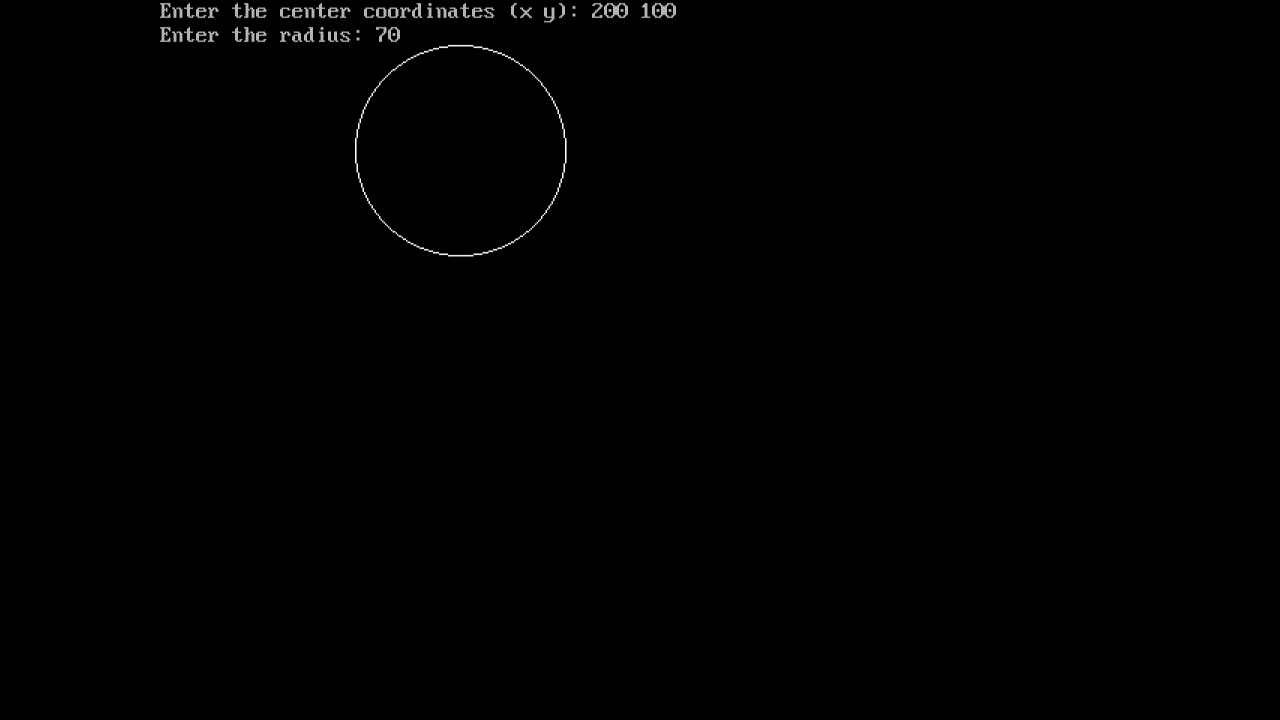 Enter the center coordinates (x y): 200 100
Enter the radius: 70